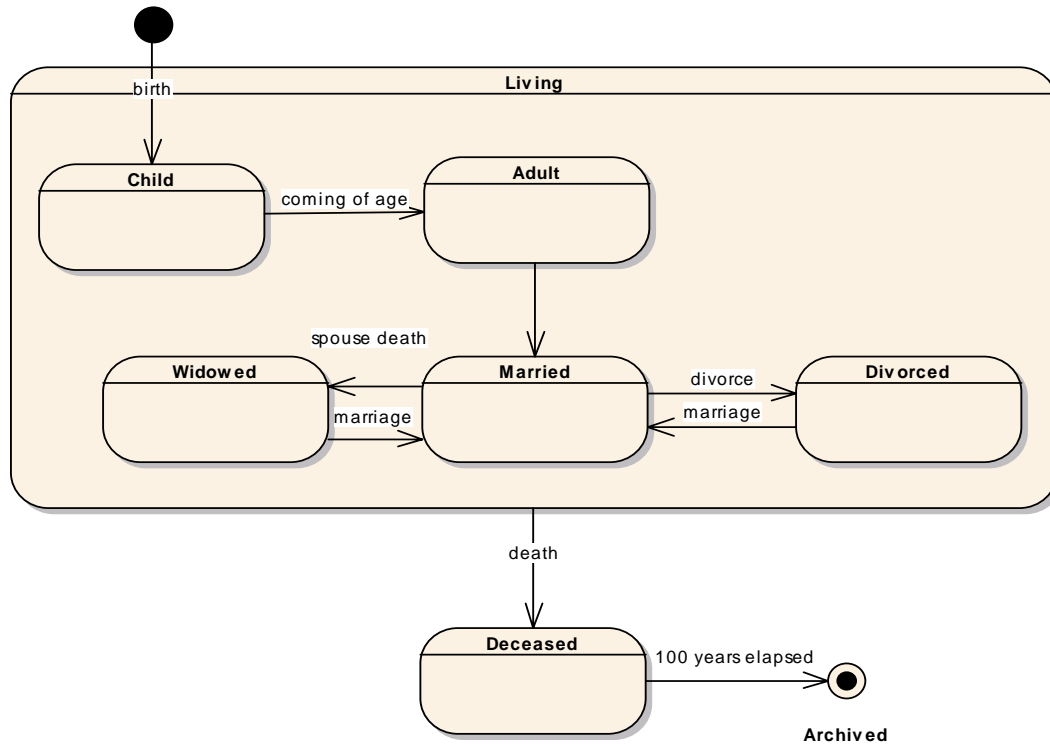 birth
Living
Child
Adult
coming of age
spouse death
Widowed
Married
Divorced
divorce
marriage
marriage
death
Deceased
100 years elapsed
Archived